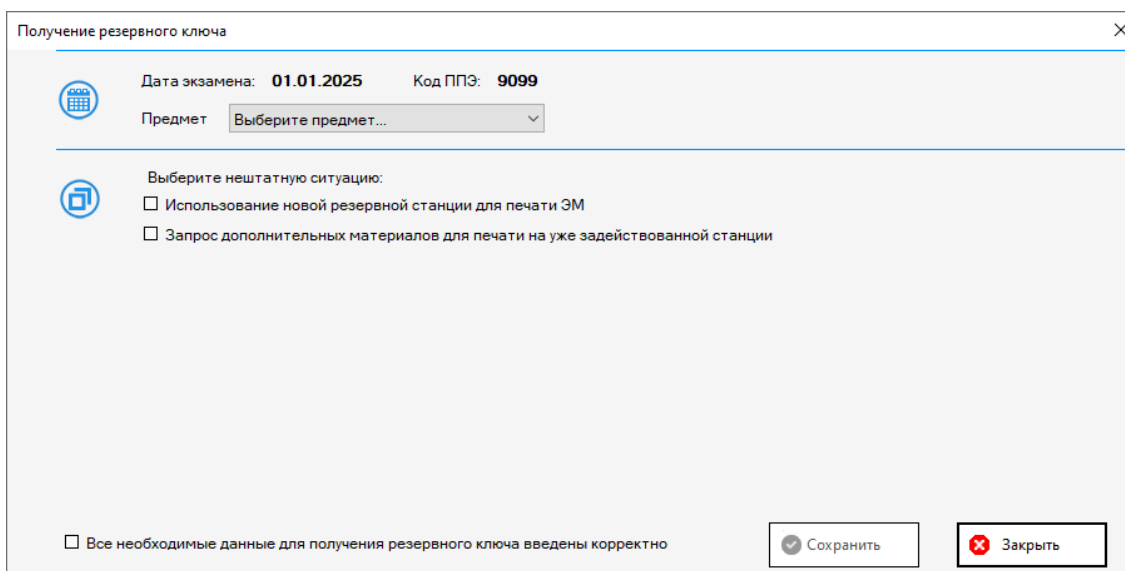 Получение резервного ключа
Дата экзамена: 01.01.2025 Код ППЭ: 9099
Предмет Выберите предмет...
Выберите нештатную ситуацию:
Использование новой резервной станции для печати ЭМ
Запрос дополнительных материалов для печати на уже задействованной станции
Все необходимые данные для получения резервного ключа введены корректно
Сохранить
Закрыть